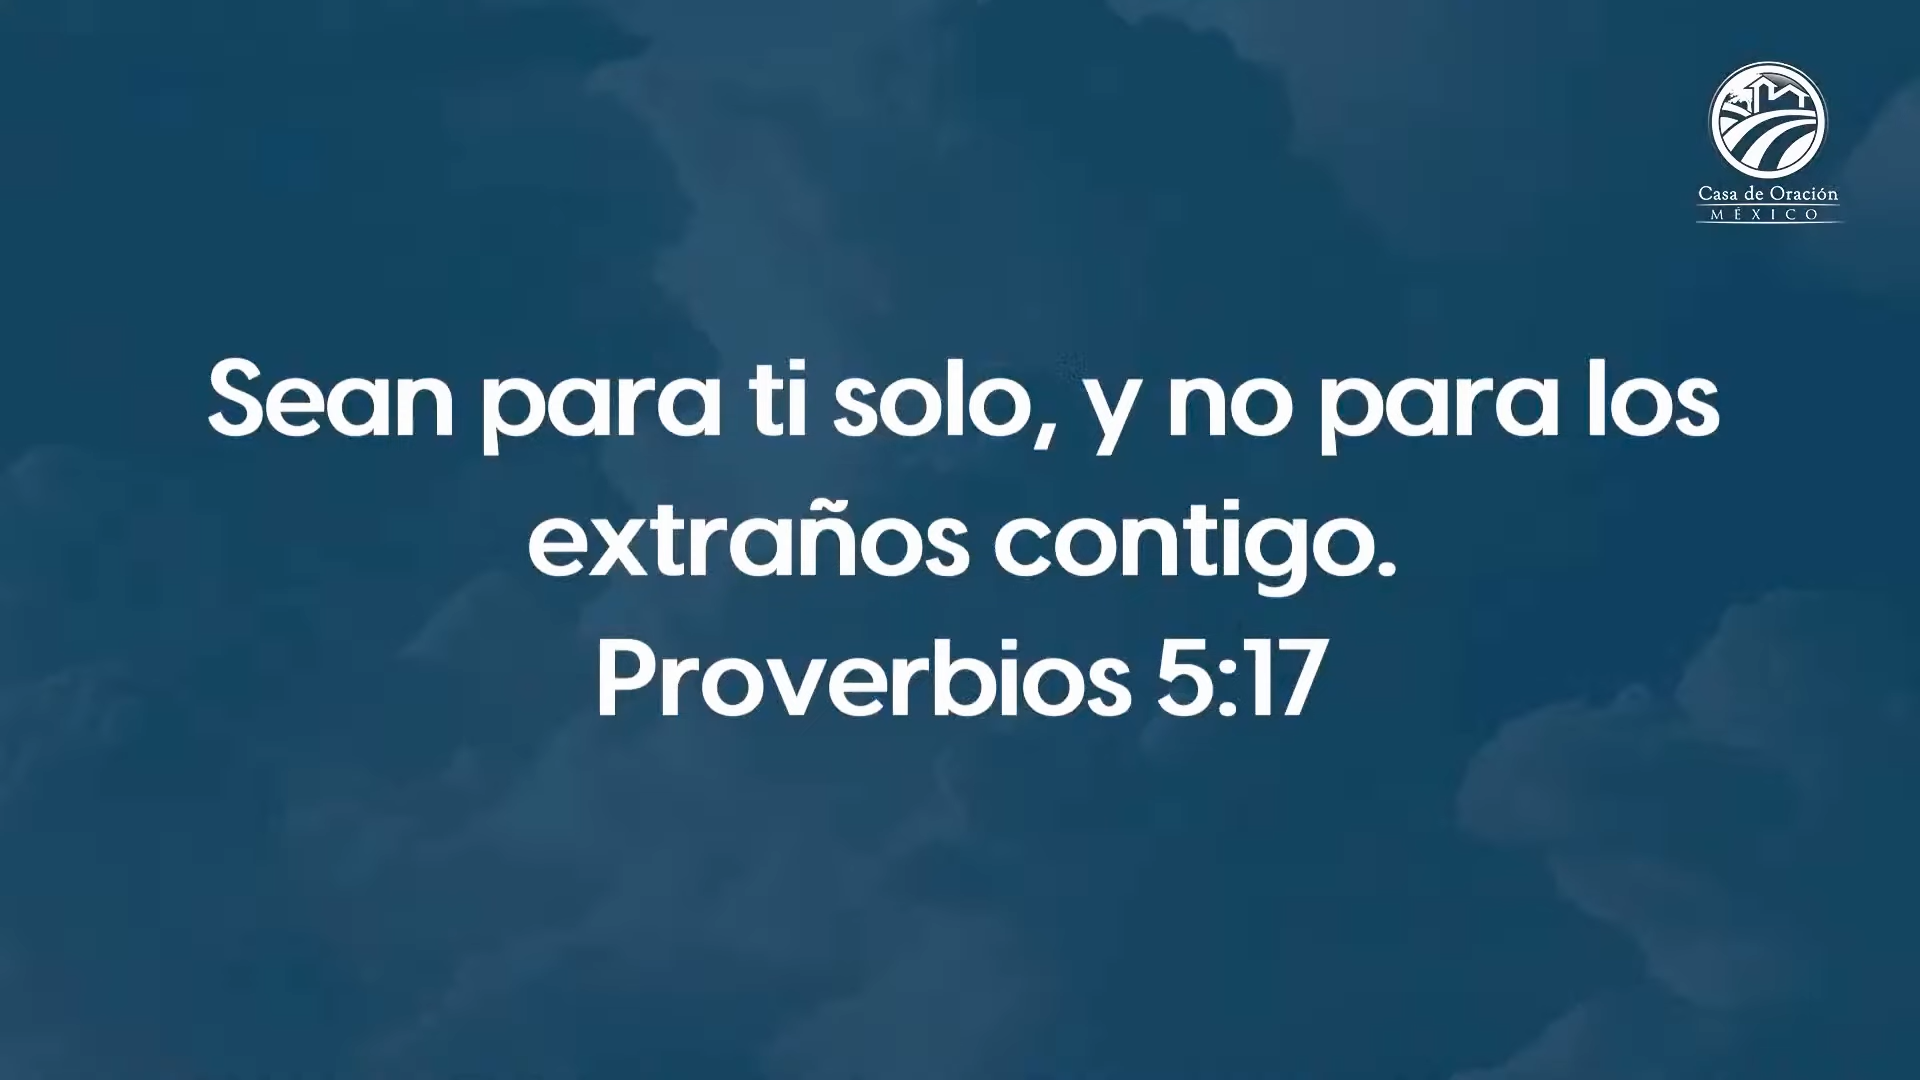 Casa de Oración
MÉXICO
Sean para ti solo, y no para los
extraños contigo.
Proverbios 5:17